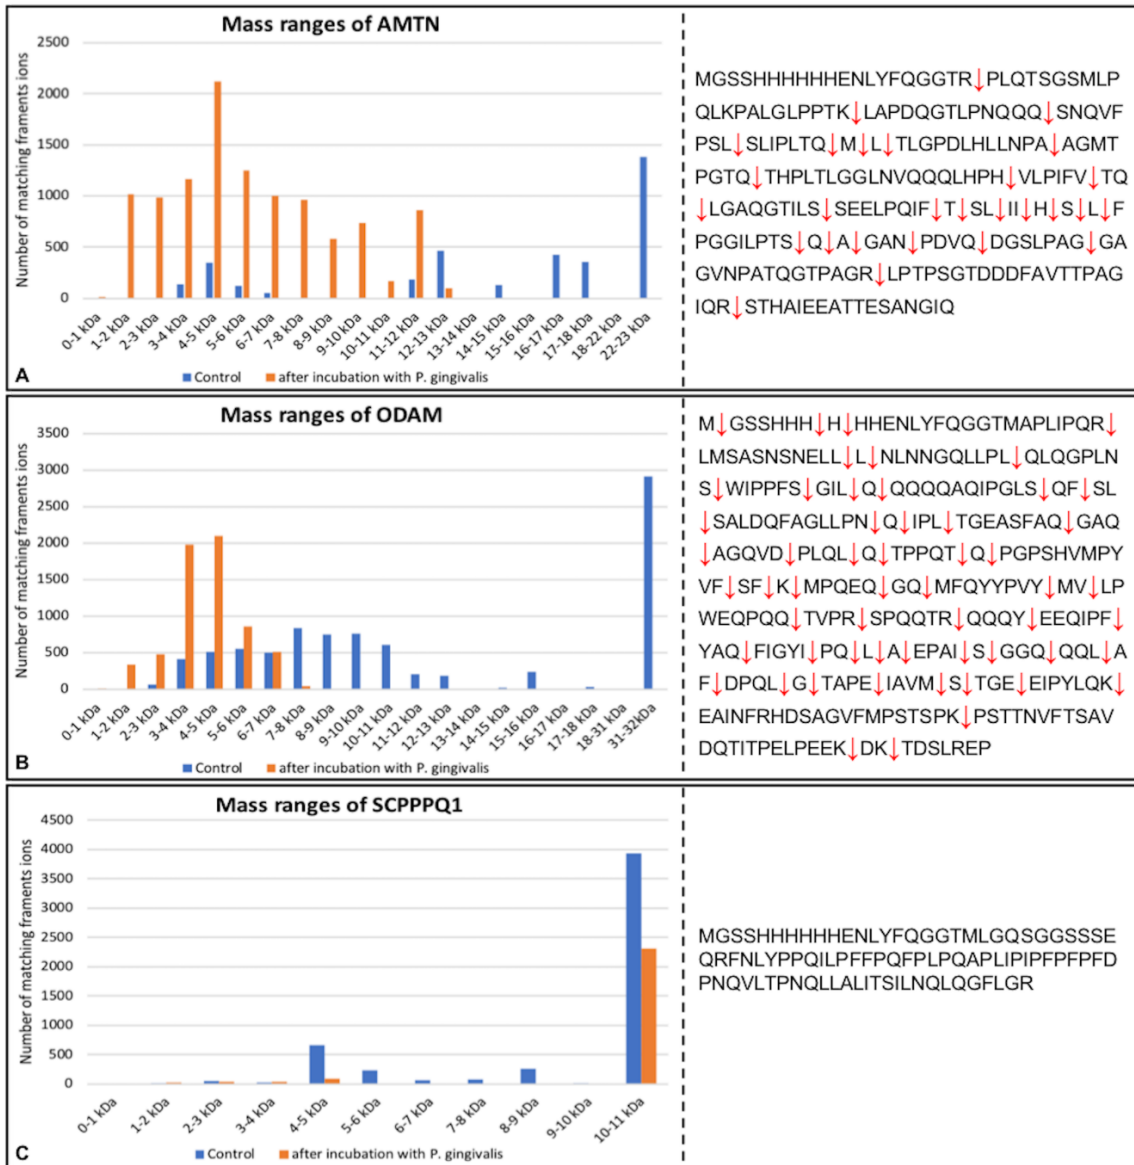 Mass ranges of AMTN
Number of matching framents ions
2500
2000
1500
1000
500
0
0-1 kDa
1-2 kDa
2-3 kDa
3-4 kDa
4-5 kDa
5-6 kDa
6-7 kDa
7-8 kDa
8-9 kDa
9-10 kDa
10-11 kDa
11-12 kDa
12-13 kDa
13-14 kDa
14-15 kDa
15-16 kDa
16-17 kDa
17-18 kDa
18-22 kDa
22-23 kDa
A
Control
after incubation with P. gingivalis
MGSSHHHHHHENLYFQGGTR↓PLQTSGSMLP
QLKPALGLPPTK↓LAPDQGTLPNQQQ↓SNQVF
PSL↓SLIPLTQ↓M↓L↓TLGPDLHLLNPA↓AGMT
PGTQ↓THPLTLGGLNVQQQLHPH↓VLPIFV↓TQ
↓LGAQGTILS↓SEELPQIF↓T↓SL↓II↓H↓S↓L↓F
PGGILPTS↓Q↓A↓GAN↓PDVQ↓DGSLPAG↓GA
GVNPATQGTPAGR↓LPTPSGTDDDFAVTTPAG
IQR↓STHAIEEATTESANGIQ
Mass ranges of ODAM
Number of matching framents ions
3500
3000
2500
2000
1500
1000
500
0
0-1 kDa
1-2 kDa
2-3 kDa
3-4 kDa
4-5 kDa
5-6 kDa
6-7 kDa
7-8 kDa
8-9 kDa
9-10 kDa
10-11 kDa
11-12 kDa
12-13 kDa
13-14 kDa
14-15 kDa
15-16 kDa
16-17 kDa
17-18 kDa
18-31 kDa
31-32kDa
B
Control
after incubation with P. gingivalis
M↓GSSHHH↓H↓HHENLYFQGGTMAPLIPQR↓
LMSASNSNELL↓L↓NLNNGQLLPL↓QLQGPLN
S↓WIPPFS↓GIL↓Q↓QQQQAQIPGLS↓QF↓SL
↓SALDQFAGLLPN↓Q↓IPL↓TGEASFAQ↓GAQ
↓AGQVD↓PLQL↓Q↓TPPQT↓Q↓PGPSHVMPY
VF↓SF↓K↓MPQEQ↓GQ↓MFQYYPVY↓MV↓LP
WEQPQQ↓TVPR↓SPQQTR↓QQQY↓EEQIPF↓
YAQ↓FIGYI↓PQ↓L↓A↓EPAI↓S↓GGQ↓QQL↓A
F↓DPQL↓G↓TAPE↓IAVM↓S↓TGE↓EIPYLQK↓
EAINFRHDSAGVFMPSTSPK↓PSTTNVFTSAV
DQTITPELPEEK↓DK↓TDSLREP
Mass ranges of SCPPPQ1
Number of matching framents ions
4500
4000
3500
3000
2500
2000
1500
1000
500
0
0-1 kDa
1-2 kDa
2-3 kDa
3-4 kDa
4-5 kDa
5-6 kDa
6-7 kDa
7-8 kDa
8-9 kDa
9-10 kDa
10-11 kDa
C
Control
after incubation with P. gingivalis
MGSSHHHHHHENLYFQGGTMLGQSGGSSSE
QRFNLYPPQILPFFPQFPLPQAPLIPIPFPFPFD
PNQVLTPNQLLALITSILNQLQGFLGR